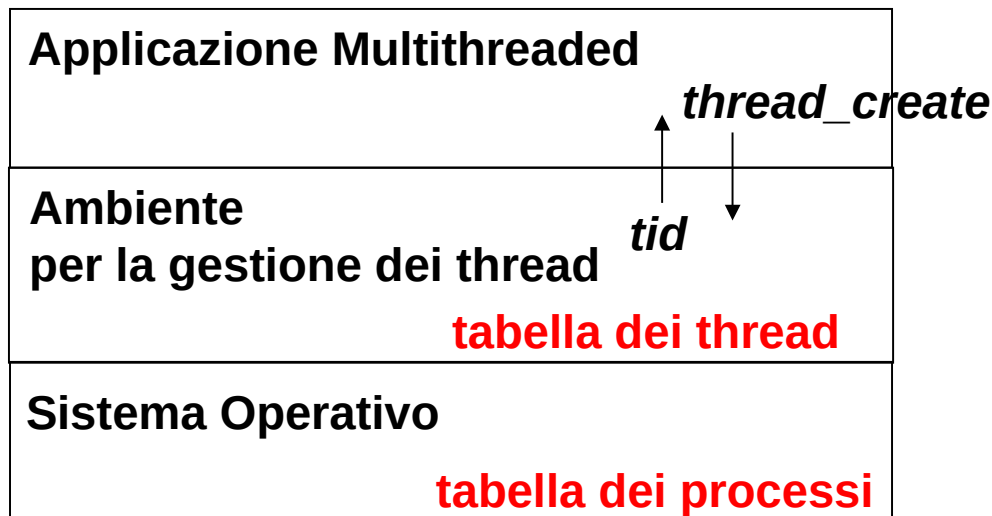 Applicazione Multithreaded
thread_create
Ambiente
per la gestione dei thread
tid
tabella dei thread
Sistema Operativo
tabella dei processi